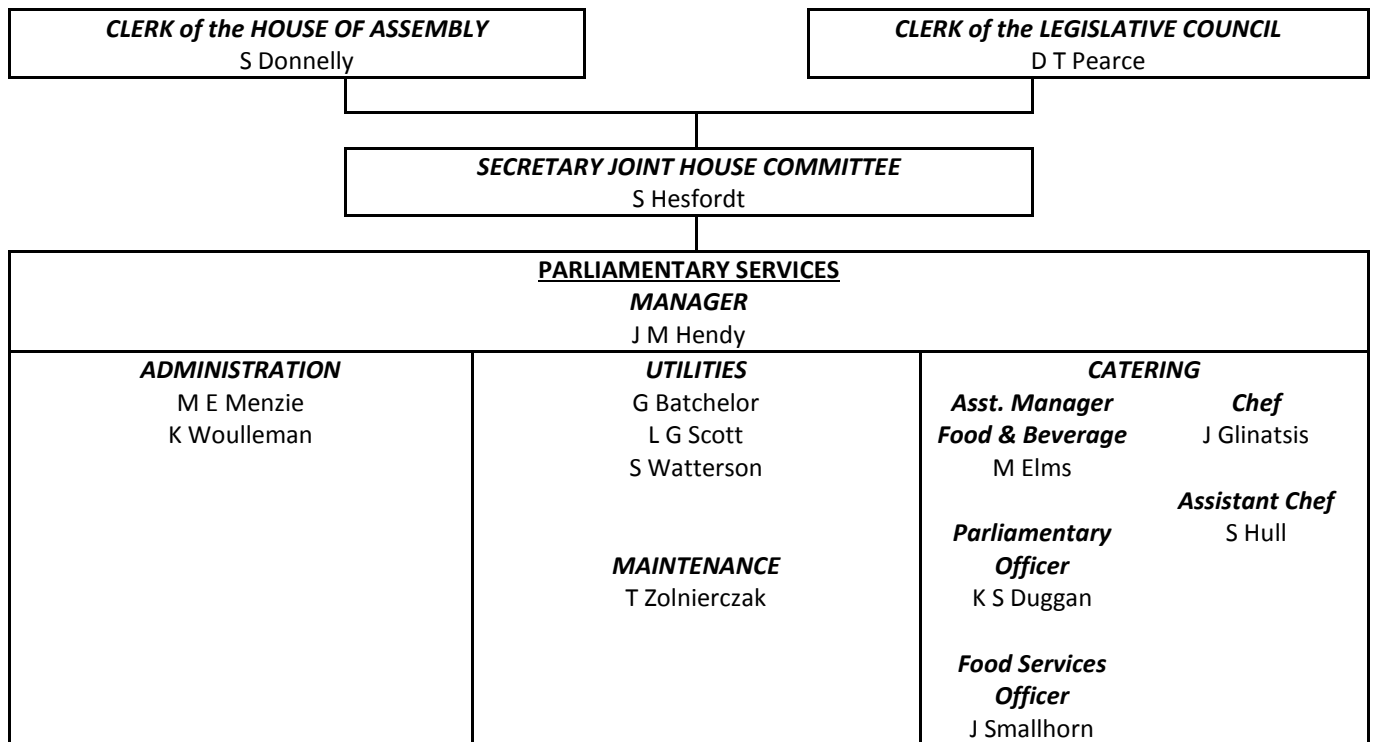 CLERK of the HOUSE OF ASSEMBLY
S Donnelly
CLERK of the LEGISLATIVE COUNCIL
D T Pearce
SECRETARY JOINT HOUSE COMMITTEE
S Hesfordt
PARLIAMENTARY SERVICES
MANAGER
J M Hendy
ADMINISTRATION
M E Menzie
K Woulleman
UTILITIES
G Batchelor
L G Scott
S Watterson
MAINTENANCE
T Zolnierczak
CATERING
Asst. Manager
Food & Beverage
M Elms
Parliamentary
Officer
K S Duggan
Food Services
Officer
J Smallhorn
Chef
J Glinatsis
Assistant Chef
S Hull